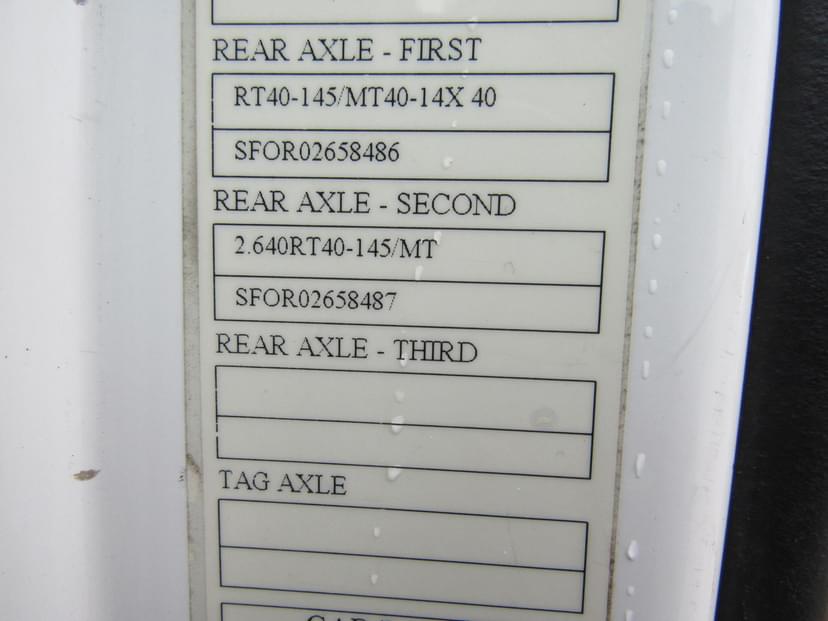 REAR AXLE - FIRST
RT40-145/MT40-14X 40
SFOR02658486
REAR AXLE - SECOND
2.640RT40-145/MT
SFOR02658487
REAR AXLE - THIRD
TAG AXLE